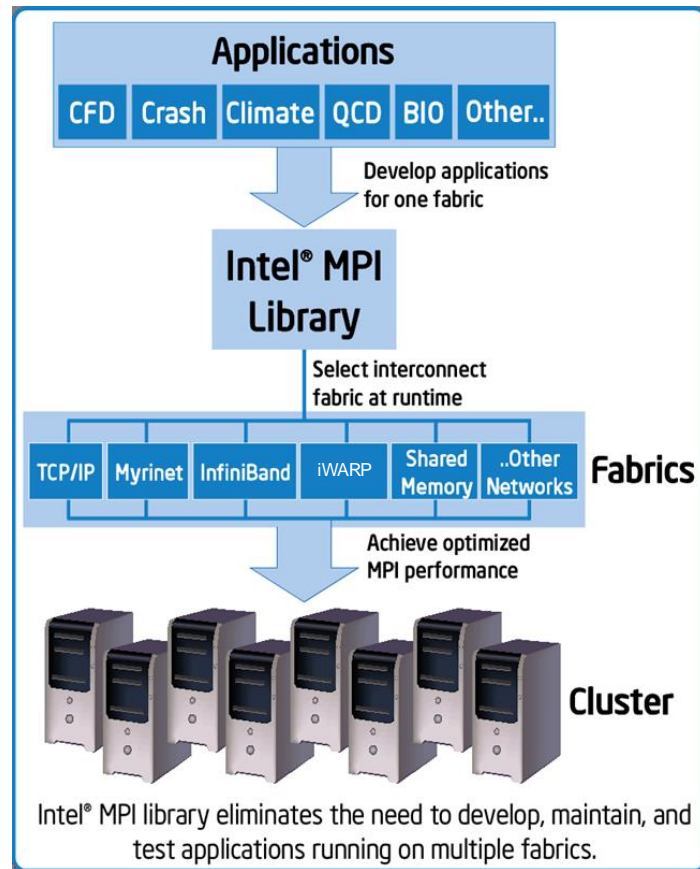 Applications
CFD Crash Climate QCD BIO Other..
Develop applications
for one fabric
Intel® MPI
Library
Select interconnect
fabric at runtime
TCP/IP Myrinet InfiniBand iWARP Shared Memory ..Other Networks
Fabrics
Achieve optimized
MPI performance
Cluster
Intel® MPI library eliminates the need to develop, maintain, and
test applications running on multiple fabrics.